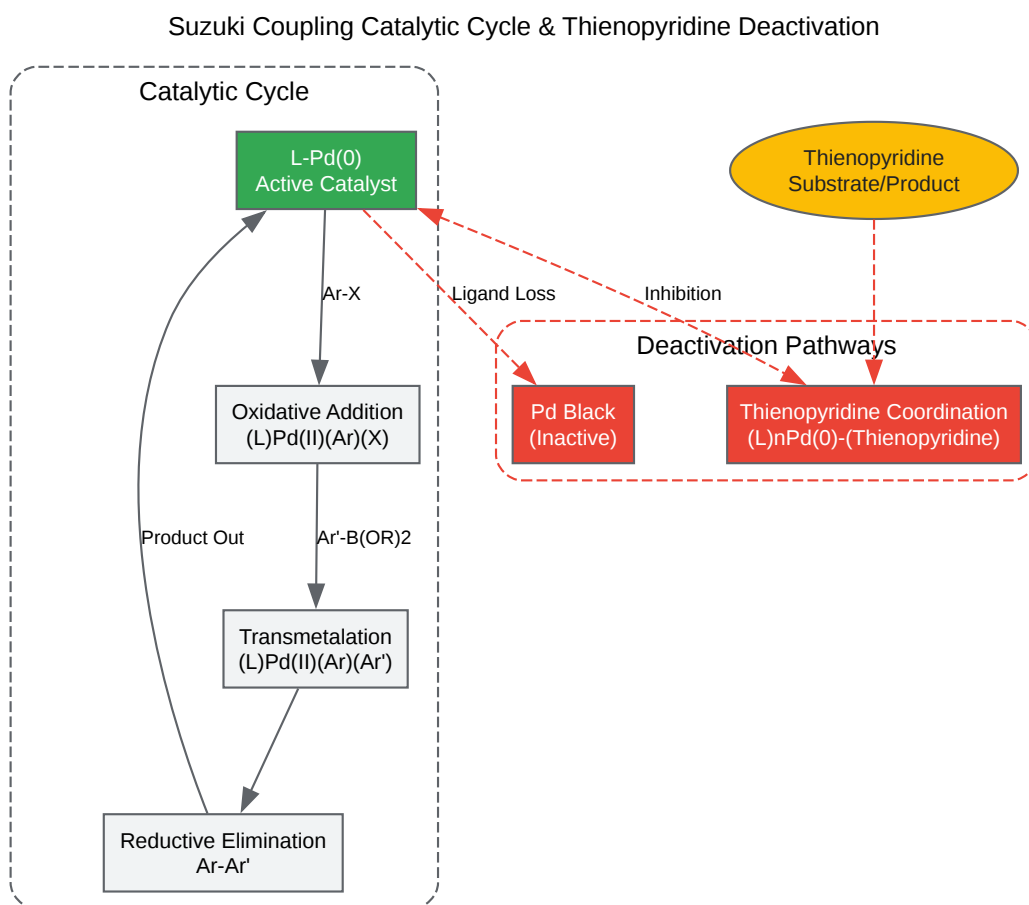 Suzuki Coupling Catalytic Cycle & Thienopyridine Deactivation
Catalytic Cycle
L-Pd(0)
Active Catalyst
Thienopyridine
Substrate/Product
Ar-X
Ligand Loss
Inhibition
Deactivation Pathways
Oxidative Addition
(L)Pd(II)(Ar)(X)
Pd Black
(Inactive)
Thienopyridine Coordination
(L)nPd(0)-(Thienopyridine)
Product Out
Ar'-B(OR)2
Transmetalation
(L)Pd(II)(Ar)(Ar')
Reductive Elimination
Ar-Ar'